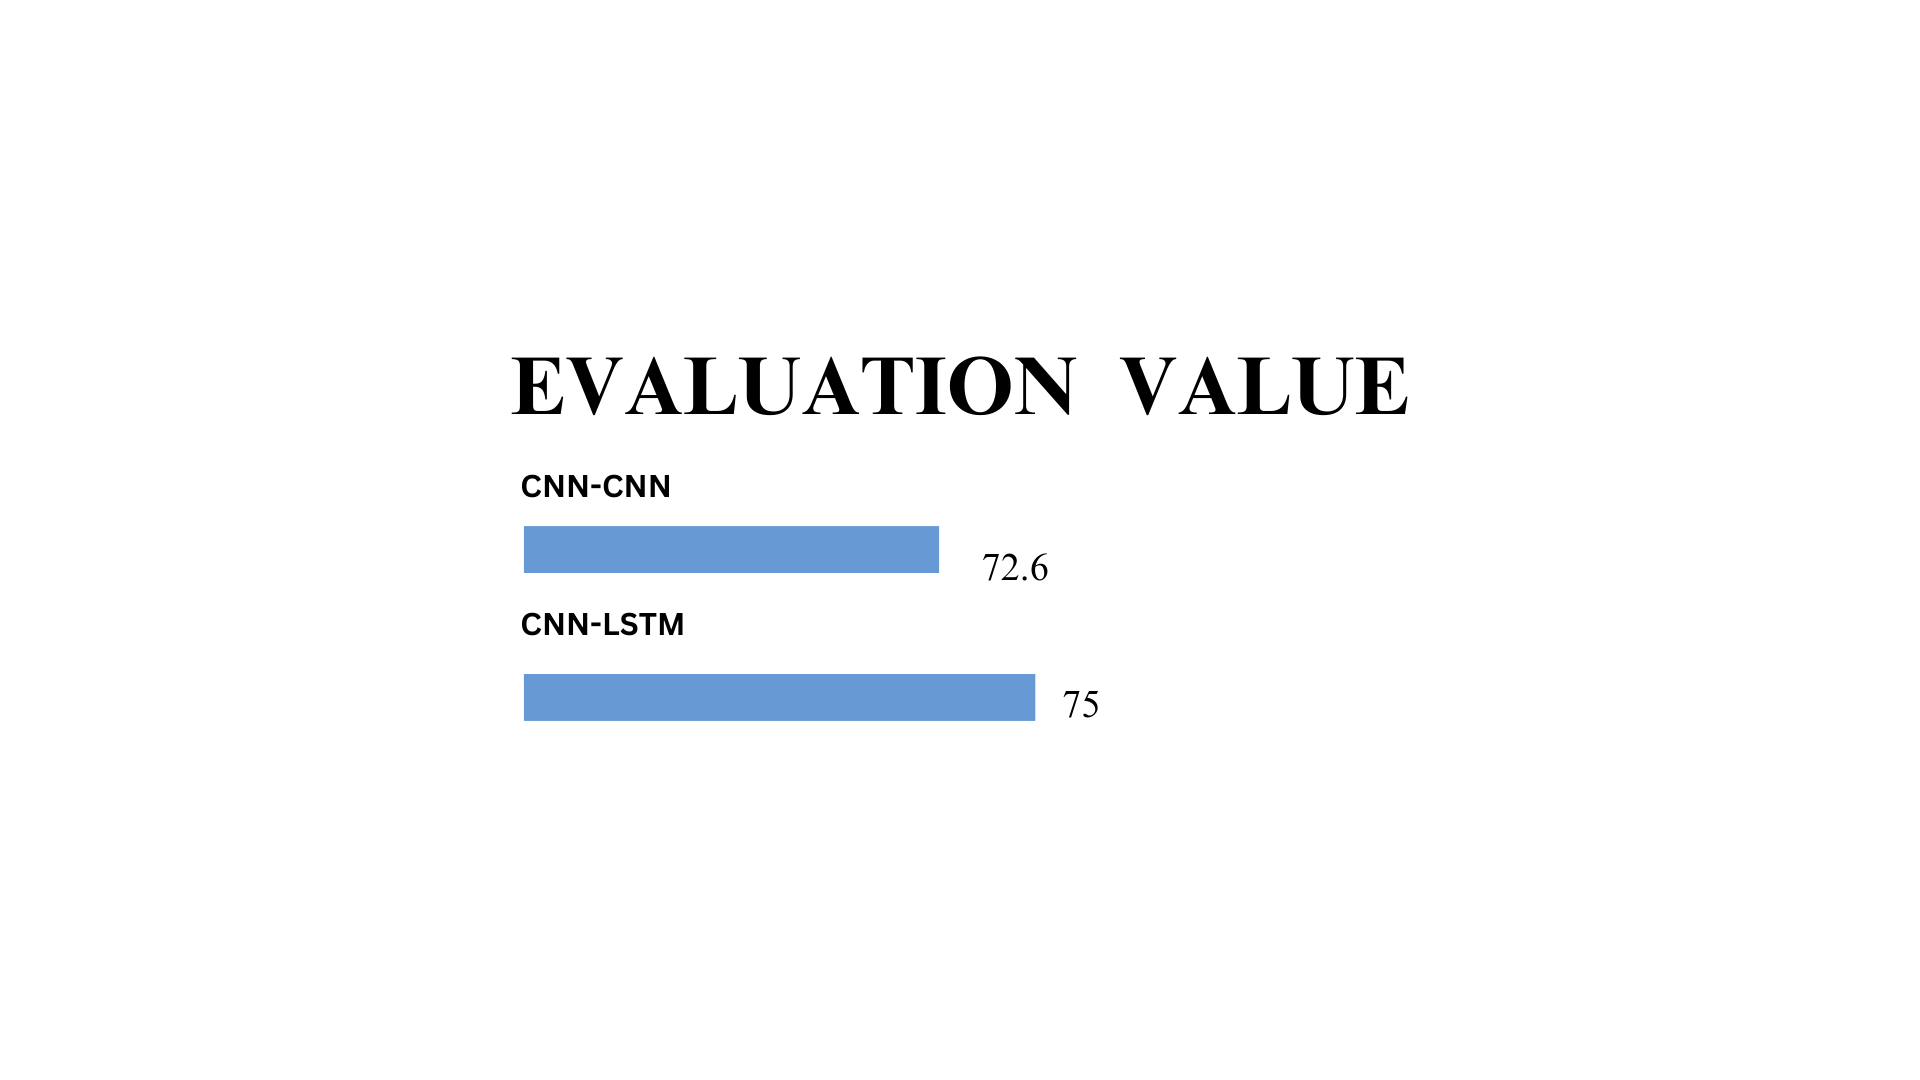 EVALUATION VALUE
CNN-CNN
72.6
CNN-LSTM
75